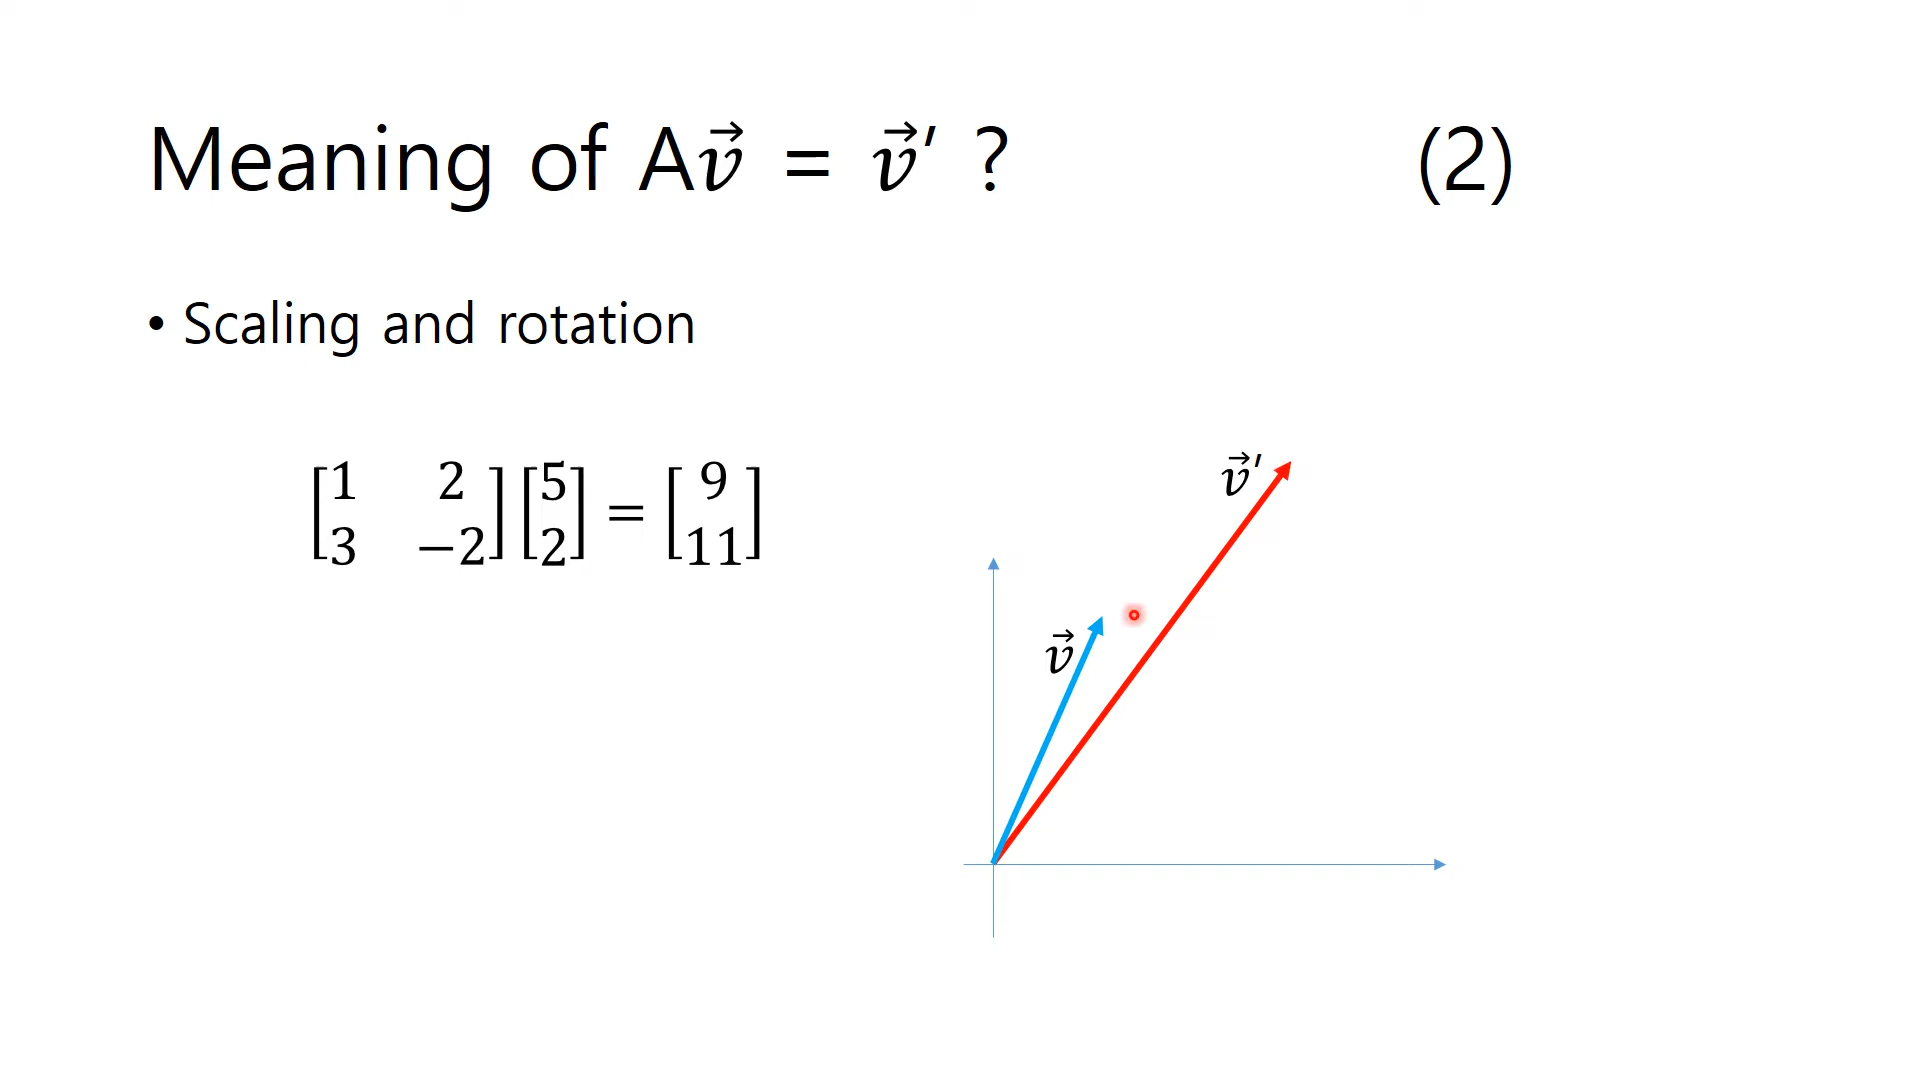 Meaning of A𝑣⃗ = 𝑣⃗′ ? (2)
• Scaling and rotation
[1 2; 3 −2] [5; 2] = [9; 11]
𝑣⃗′
𝑣⃗